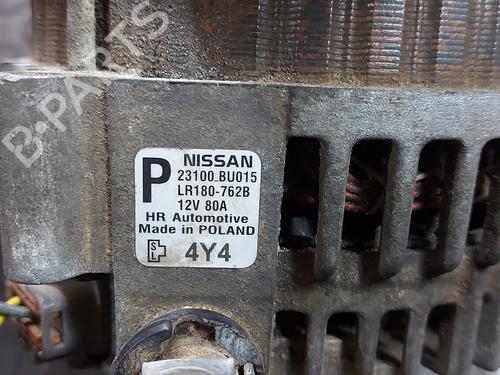 B-PARTS
P
NISSAN
23100.BU015
LR180-762B
12V 80A
HR Automotive
Made in POLAND
S L
4Y4